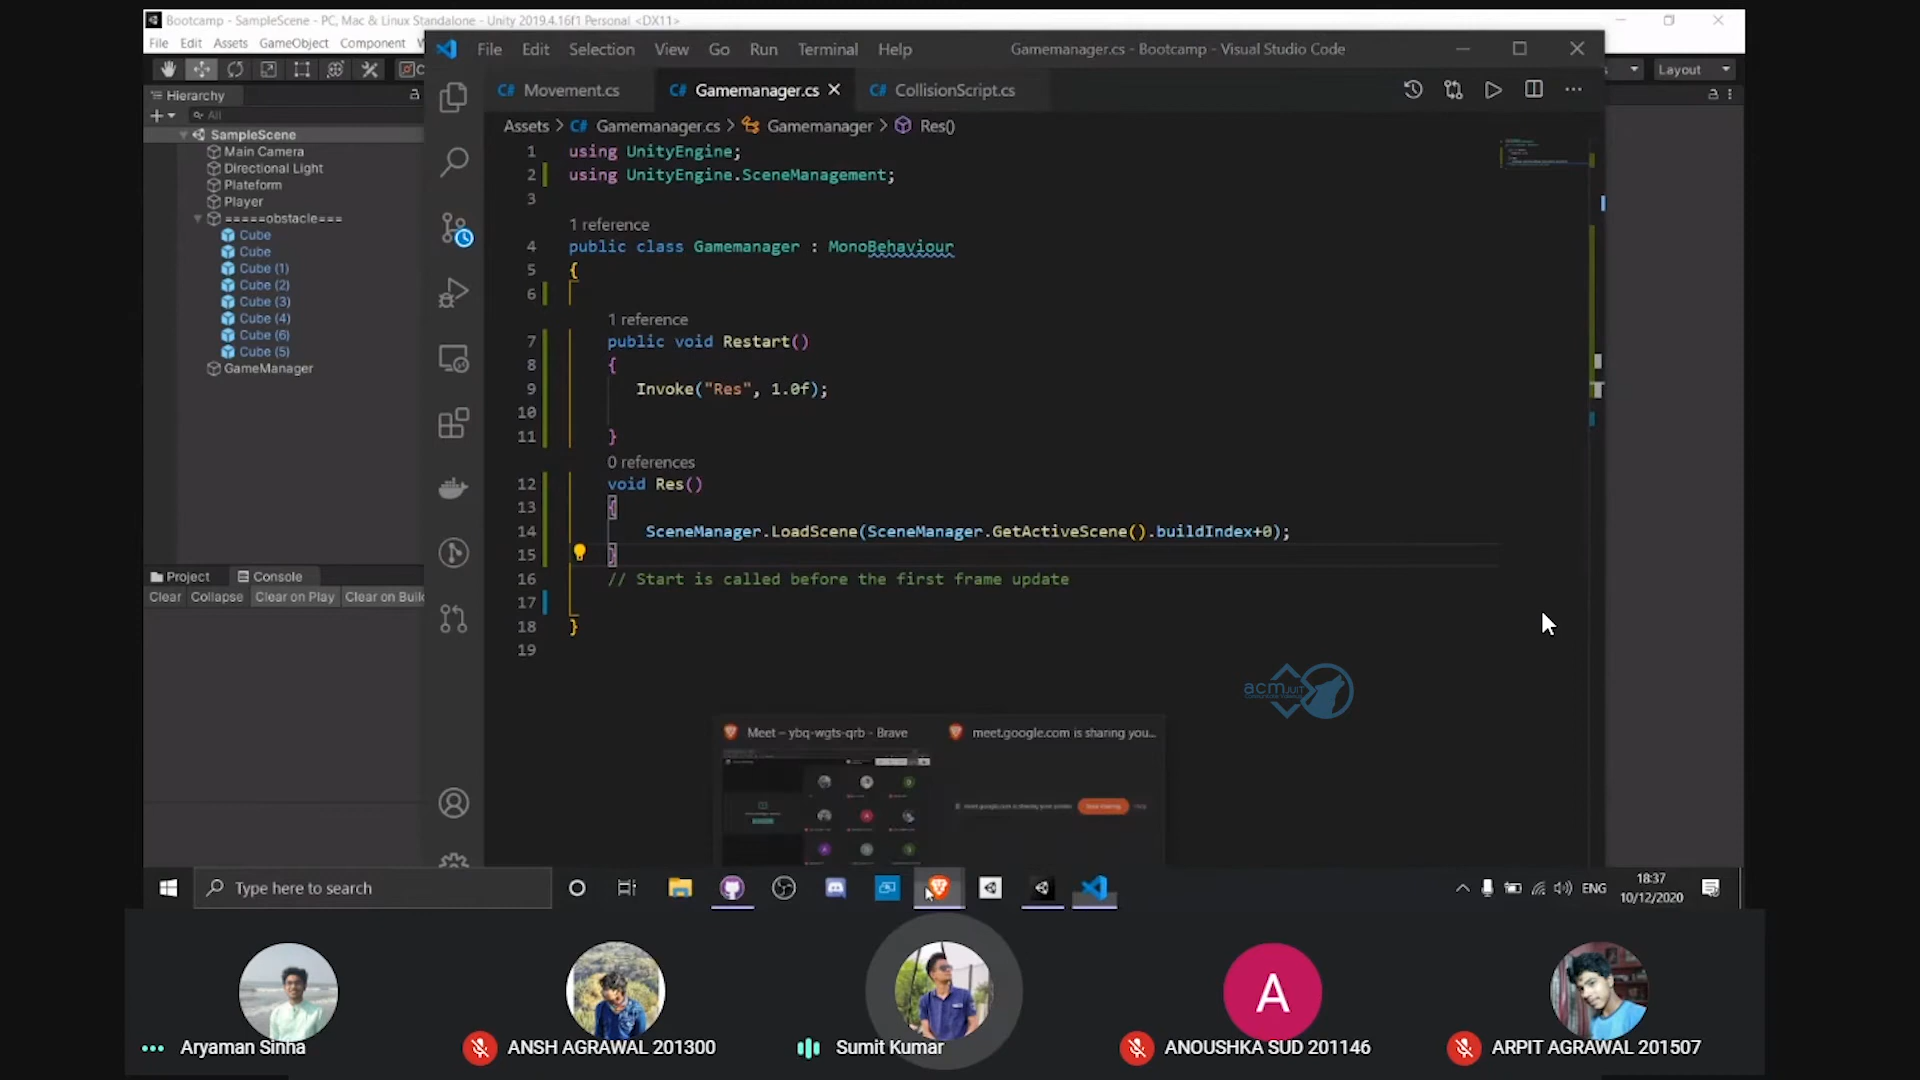 Bootcamp - SampleScene - PC, Mac & Linux Standalone - Unity 2019.4.16f1 Personal <DX11>
File Edit Assets GameObject Component
Layout
Hierarchy
All
SampleScene
Main Camera
Directional Light
Plateform
Player
=====obstacle===
Cube
Cube
Cube (1)
Cube (2)
Cube (3)
Cube (4)
Cube (6)
Cube (5)
GameManager
Project Console
Clear Collapse Clear on Play Clear on Buil
File Edit Selection View Go Run Terminal Help Gamemanager.cs - Bootcamp - Visual Studio Code
C# Movement.cs C# Gamemanager.cs C# CollisionScript.cs
Assets > C# Gamemanager.cs > Gamemanager > Res()
1 using UnityEngine;
2 using UnityEngine.SceneManagement;
3
1 reference
4 public class Gamemanager : MonoBehaviour
5 {
6
1 reference
7 public void Restart()
8 {
9 Invoke("Res", 1.0f);
10
11 }
0 references
12 void Res()
13 {
14 SceneManager.LoadScene(SceneManager.GetActiveScene().buildIndex+0);
15 }
16 // Start is called before the first frame update
17
18 }
19
acm JUIT
Meet – ybq-wgts-qrb - Brave
meet.google.com is sharing you...
Type here to search
ENG
18:37
10/12/2020
Aryaman Sinha
ANSH AGRAWAL 201300
Sumit Kumar
A
ANOUSHKA SUD 201146
ARPIT AGRAWAL 201507